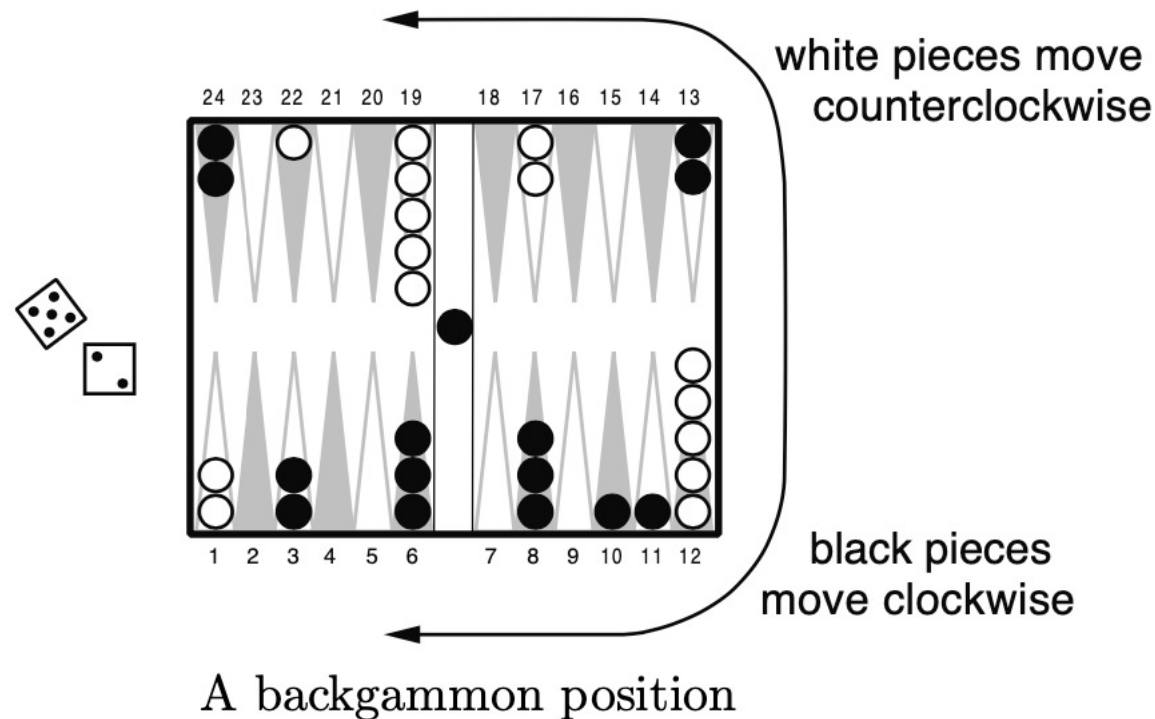 white pieces move
counterclockwise
24 23 22 21 20 19 18 17 16 15 14 13
1 2 3 4 5 6 7 8 9 10 11 12
black pieces
move clockwise
A backgammon position